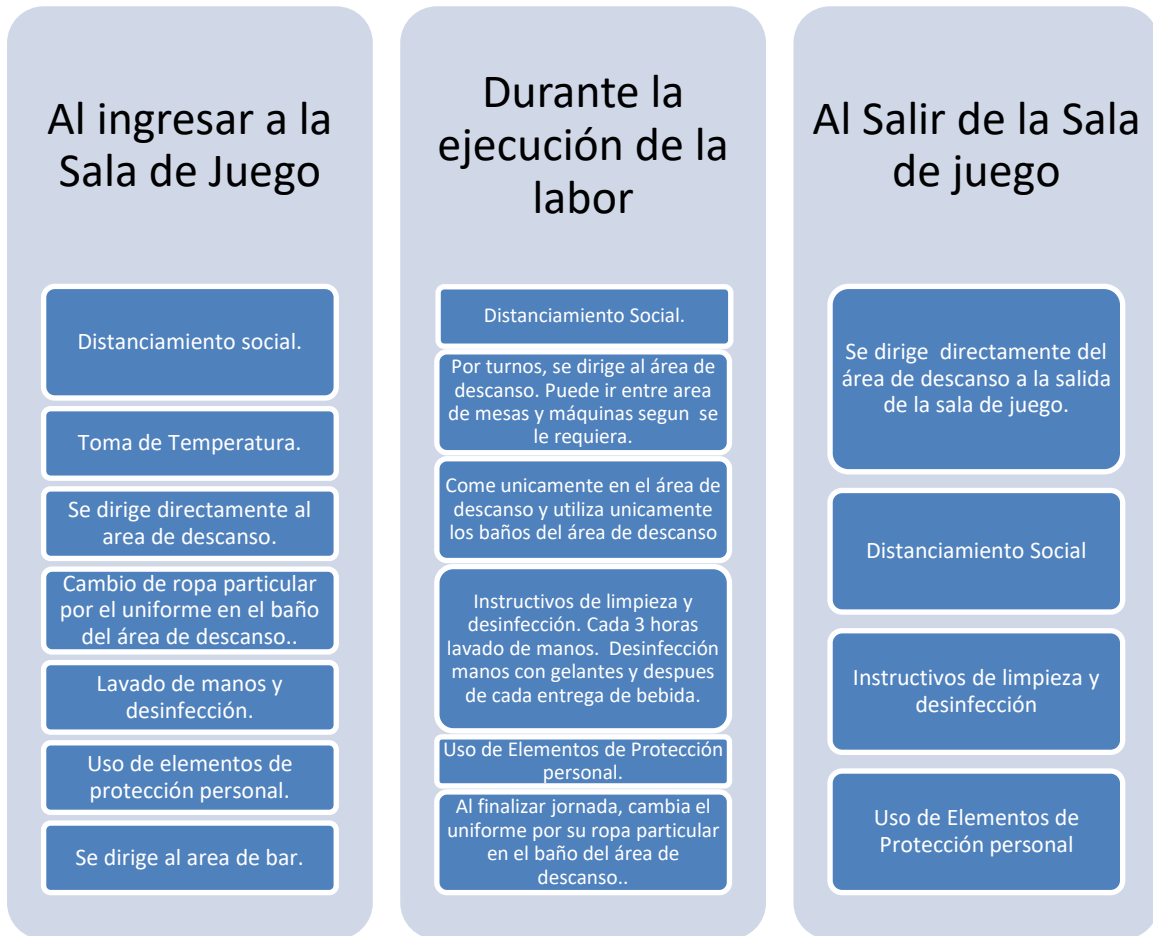 Al ingresar a la
Sala de Juego
Distanciamiento social.
Toma de Temperatura.
Se dirige directamente al
area de descanso.
Cambio de ropa particular
por el uniforme en el baño
del área de descanso..
Lavado de manos y
desinfección.
Uso de elementos de
protección personal.
Se dirige al area de bar.
Durante la
ejecución de la
labor
Distanciamiento Social.
Por turnos, se dirige al área de
descanso. Puede ir entre area
de mesas y máquinas segun se
le requiera.
Come unicamente en el área de
descanso y utiliza unicamente
los baños del área de descanso
Instructivos de limpieza y
desinfección. Cada 3 horas
lavado de manos. Desinfección
manos con gelantes y despues
de cada entrega de bebida.
Uso de Elementos de Protección
personal.
Al finalizar jornada, cambia el
uniforme por su ropa particular
en el baño del área de
descanso..
Al Salir de la Sala
de juego
Se dirige directamente del
área de descanso a la salida
de la sala de juego.
Distanciamiento Social
Instructivos de limpieza y
desinfección
Uso de Elementos de
Protección personal